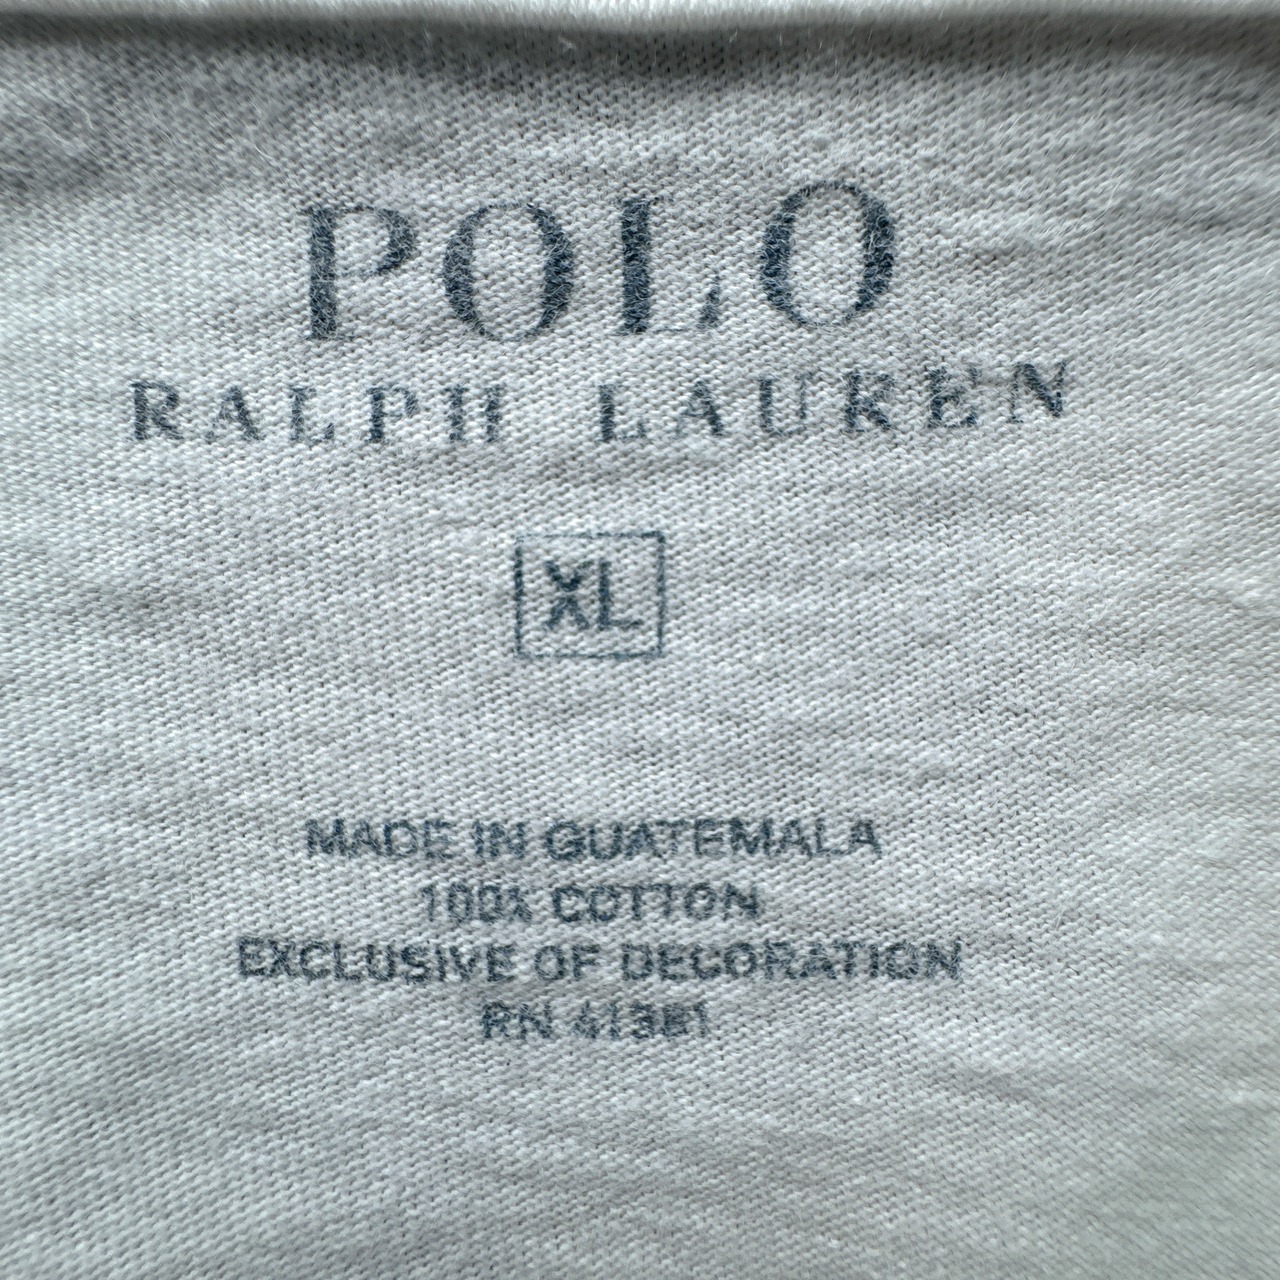 POLO
RALPH LAUREN
XL
MADE IN GUATEMALA
100% COTTON
EXCLUSIVE OF DECORATION
RN 41381